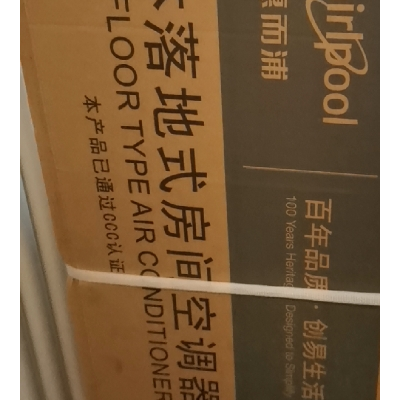 irlpool
惠而浦
百年品质·创易生活
100 Years Heritage Designed to Simplify
落地式房间空调器
FLOOR TYPE AIR CONDITIONER
本产品已通过CCC认证